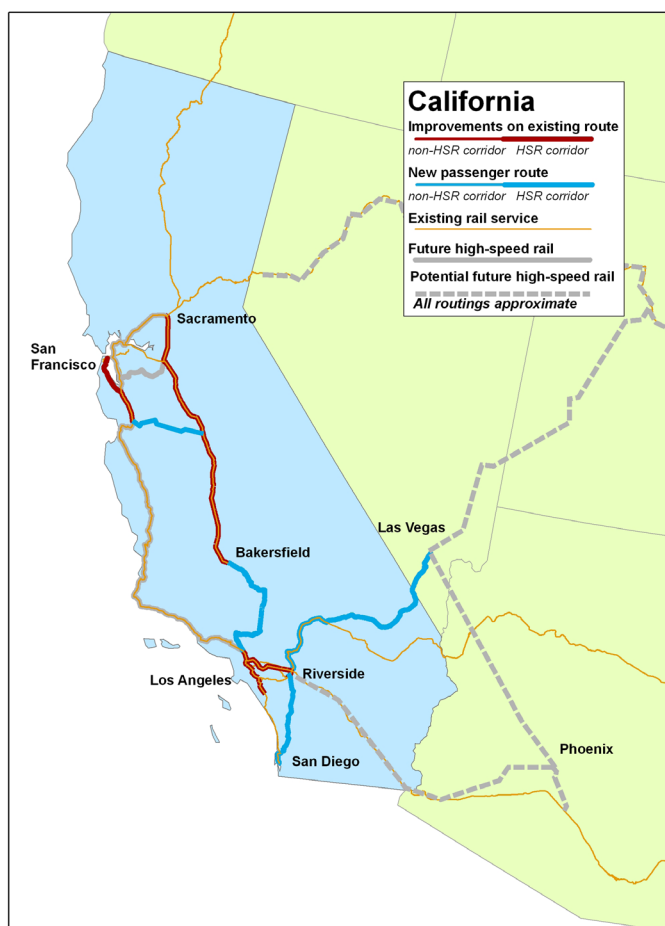 California
Improvements on existing route
non-HSR corridor HSR corridor
New passenger route
non-HSR corridor HSR corridor
Existing rail service
Future high-speed rail
Potential future high-speed rail
All routings approximate
Sacramento
San
Francisco
Las Vegas
Bakersfield
Los Angeles
Riverside
Phoenix
San Diego